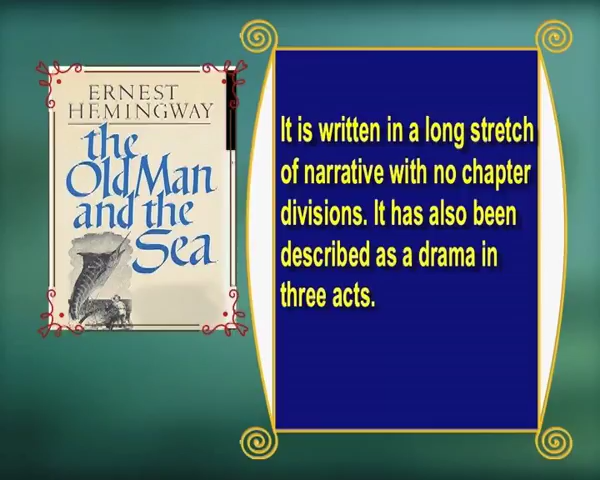 ERNEST
HEMINGWAY
the
Old Man
and the
Sea
It is written in a long stretch
of narrative with no chapter
divisions. It has also been
described as a drama in
three acts.